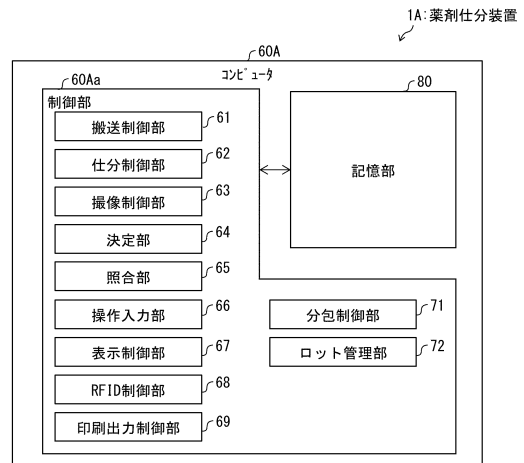 1A:薬剤仕分装置
60A
コンピュータ
60Aa
制御部
搬送制御部 61
仕分制御部 62
撮像制御部 63
決定部 64
照合部 65
操作入力部 66
表示制御部 67
RFID制御部 68
印刷出力制御部 69
80
記憶部
分包制御部 71
ロット管理部 72